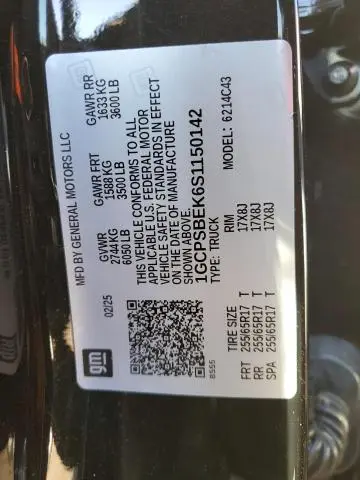 MFD BY GENERAL MOTORS LLC
gm
02/25
GVWR
2744 KG
6050 LB
GAWR FRT
1588 KG
3500 LB
GAWR RR
1633 KG
3600 LB
THIS VEHICLE CONFORMS TO ALL
APPLICABLE U.S. FEDERAL MOTOR
VEHICLE SAFETY STANDARDS IN EFFECT
ON THE DATE OF MANUFACTURE
SHOWN ABOVE.
1GCPSBEK6S1150142
TYPE: TRUCK
MODEL: 6214C43
8555
TIRE SIZE RIM
FRT 255/65R17 T 17X8J
RR 255/65R17 T 17X8J
SPA 255/65R17 T 17X8J